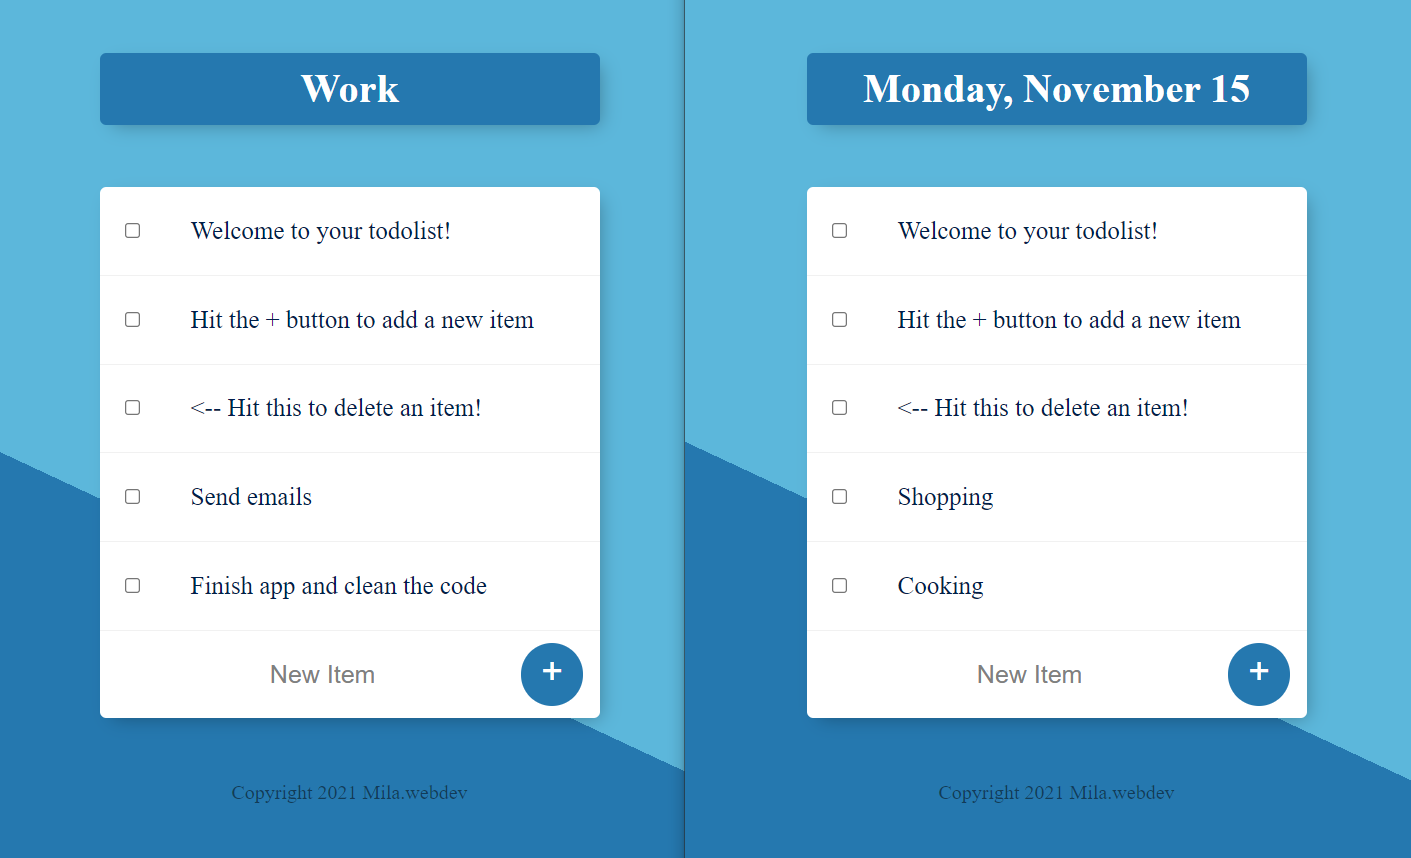 Work
Welcome to your todolist!
Hit the + button to add a new item
<-- Hit this to delete an item!
Send emails
Finish app and clean the code
New Item
+
Copyright 2021 Mila.webdev
Monday, November 15
Welcome to your todolist!
Hit the + button to add a new item
<-- Hit this to delete an item!
Shopping
Cooking
New Item
+
Copyright 2021 Mila.webdev